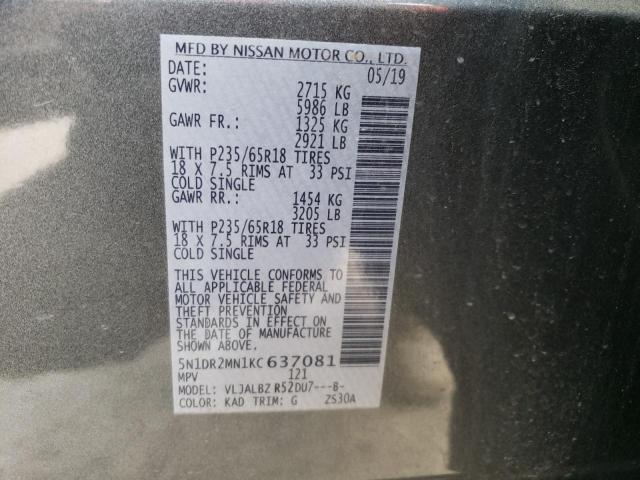 MFD BY NISSAN MOTOR CO., LTD.
DATE: 05/19
GVWR: 2715 KG
5986 LB
GAWR FR.: 1325 KG
2921 LB
WITH P235/65R18 TIRES
18 X 7.5 RIMS AT 33 PSI
COLD SINGLE
GAWR RR.: 1454 KG
3205 LB
WITH P235/65R18 TIRES
18 X 7.5 RIMS AT 33 PSI
COLD SINGLE
THIS VEHICLE CONFORMS TO
ALL APPLICABLE FEDERAL
MOTOR VEHICLE SAFETY AND
THEFT PREVENTION
STANDARDS IN EFFECT ON
THE DATE OF MANUFACTURE
SHOWN ABOVE.
5N1DR2MN1KC637081
MPV 121
MODEL: VLJALBZ R52DU7---B-
COLOR: KAD TRIM: G ZS30A